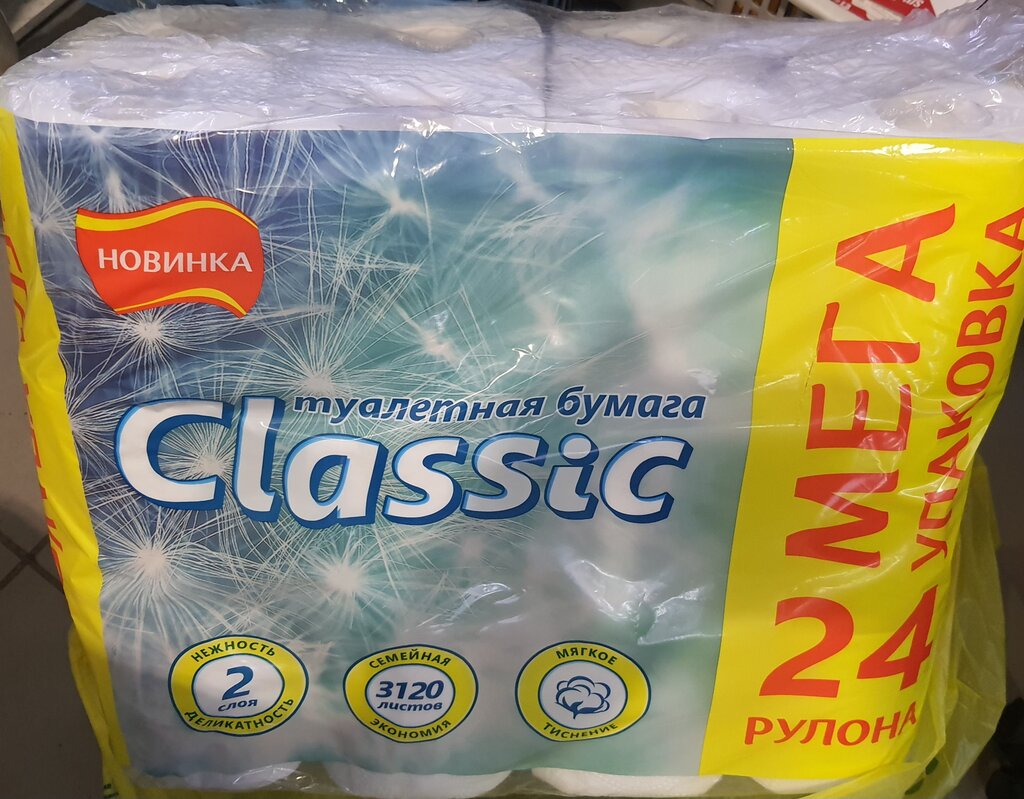 НОВИНКА
туалетная бумага
Classic
НЕЖНОСТЬ
2
слоя
ДЕЛИКАТНОСТЬ
СЕМЕЙНАЯ
3120
листов
ЭКОНОМИЯ
МЯГКОЕ
ТИСНЕНИЕ
МЕГА
УПАКОВКА
24
РУЛОНА